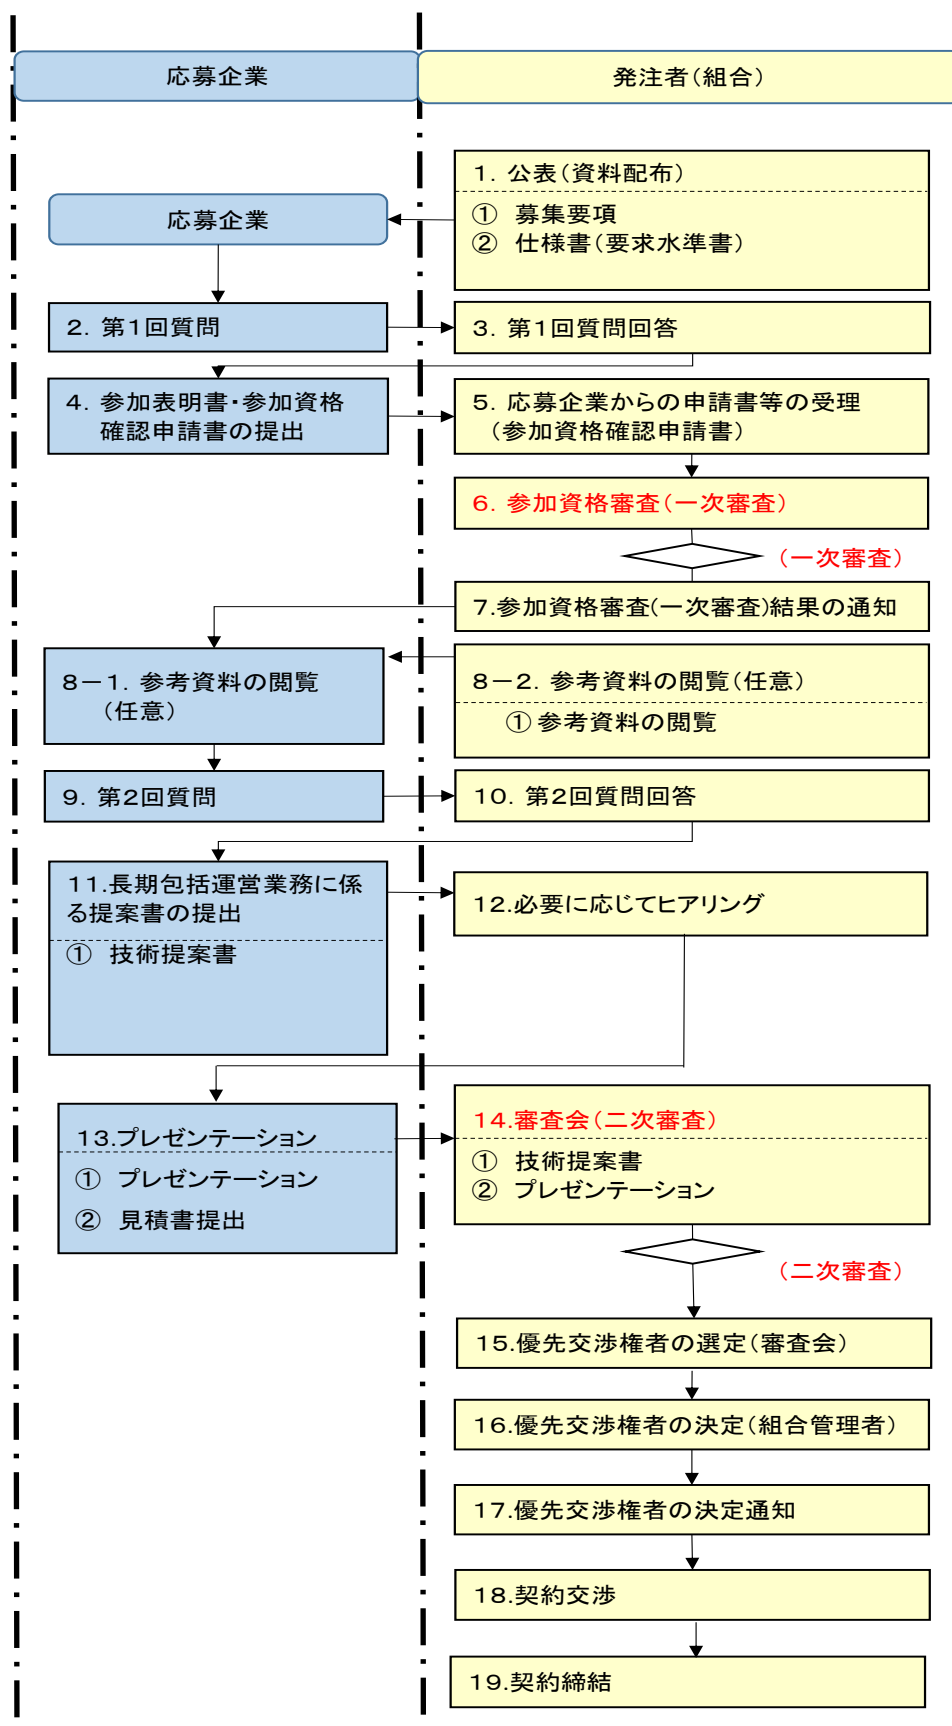 応募企業
発注者(組合)
1. 公表(資料配布)
① 募集要項
② 仕様書(要求水準書)
応募企業
2. 第1回質問
3. 第1回質問回答
4. 参加表明書・参加資格
確認申請書の提出
5. 応募企業からの申請書等の受理
(参加資格確認申請書)
6. 参加資格審査(一次審査)
(一次審査)
7.参加資格審査(一次審査)結果の通知
8－1. 参考資料の閲覧
(任意)
8－2. 参考資料の閲覧(任意)
① 参考資料の閲覧
9. 第2回質問
10. 第2回質問回答
11.長期包括運営業務に係
る提案書の提出
① 技術提案書
12.必要に応じてヒアリング
13.プレゼンテーション
① プレゼンテーション
② 見積書提出
14.審査会(二次審査)
① 技術提案書
② プレゼンテーション
(二次審査)
15.優先交渉権者の選定(審査会)
16.優先交渉権者の決定(組合管理者)
17.優先交渉権者の決定通知
18.契約交渉
19.契約締結